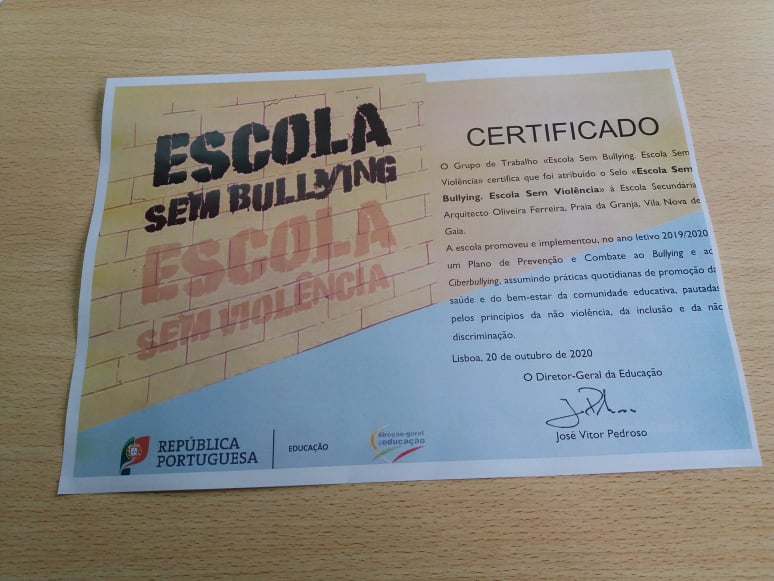 ESCOLA
SEM BULLYING
ESCOLA
SEM VIOLÊNCIA
CERTIFICADO
O Grupo de Trabalho «Escola Sem Bullying. Escola Sem
Violência» certifica que foi atribuído o Selo «Escola Sem
Bullying. Escola Sem Violência» à Escola Secundária
Arquitecto Oliveira Ferreira, Praia da Granja, Vila Nova de
Gaia.
A escola promoveu e implementou, no ano letivo 2019/2020
um Plano de Prevenção e Combate ao Bullying e ao
Ciberbullying, assumindo práticas quotidianas de promoção da
saúde e do bem-estar da comunidade educativa, pautadas
pelos princípios da não violência, da inclusão e da não
discriminação.
Lisboa, 20 de outubro de 2020
O Diretor-Geral da Educação
José Vitor Pedroso
REPÚBLICA
PORTUGUESA
EDUCAÇÃO
direção-geral
da educação